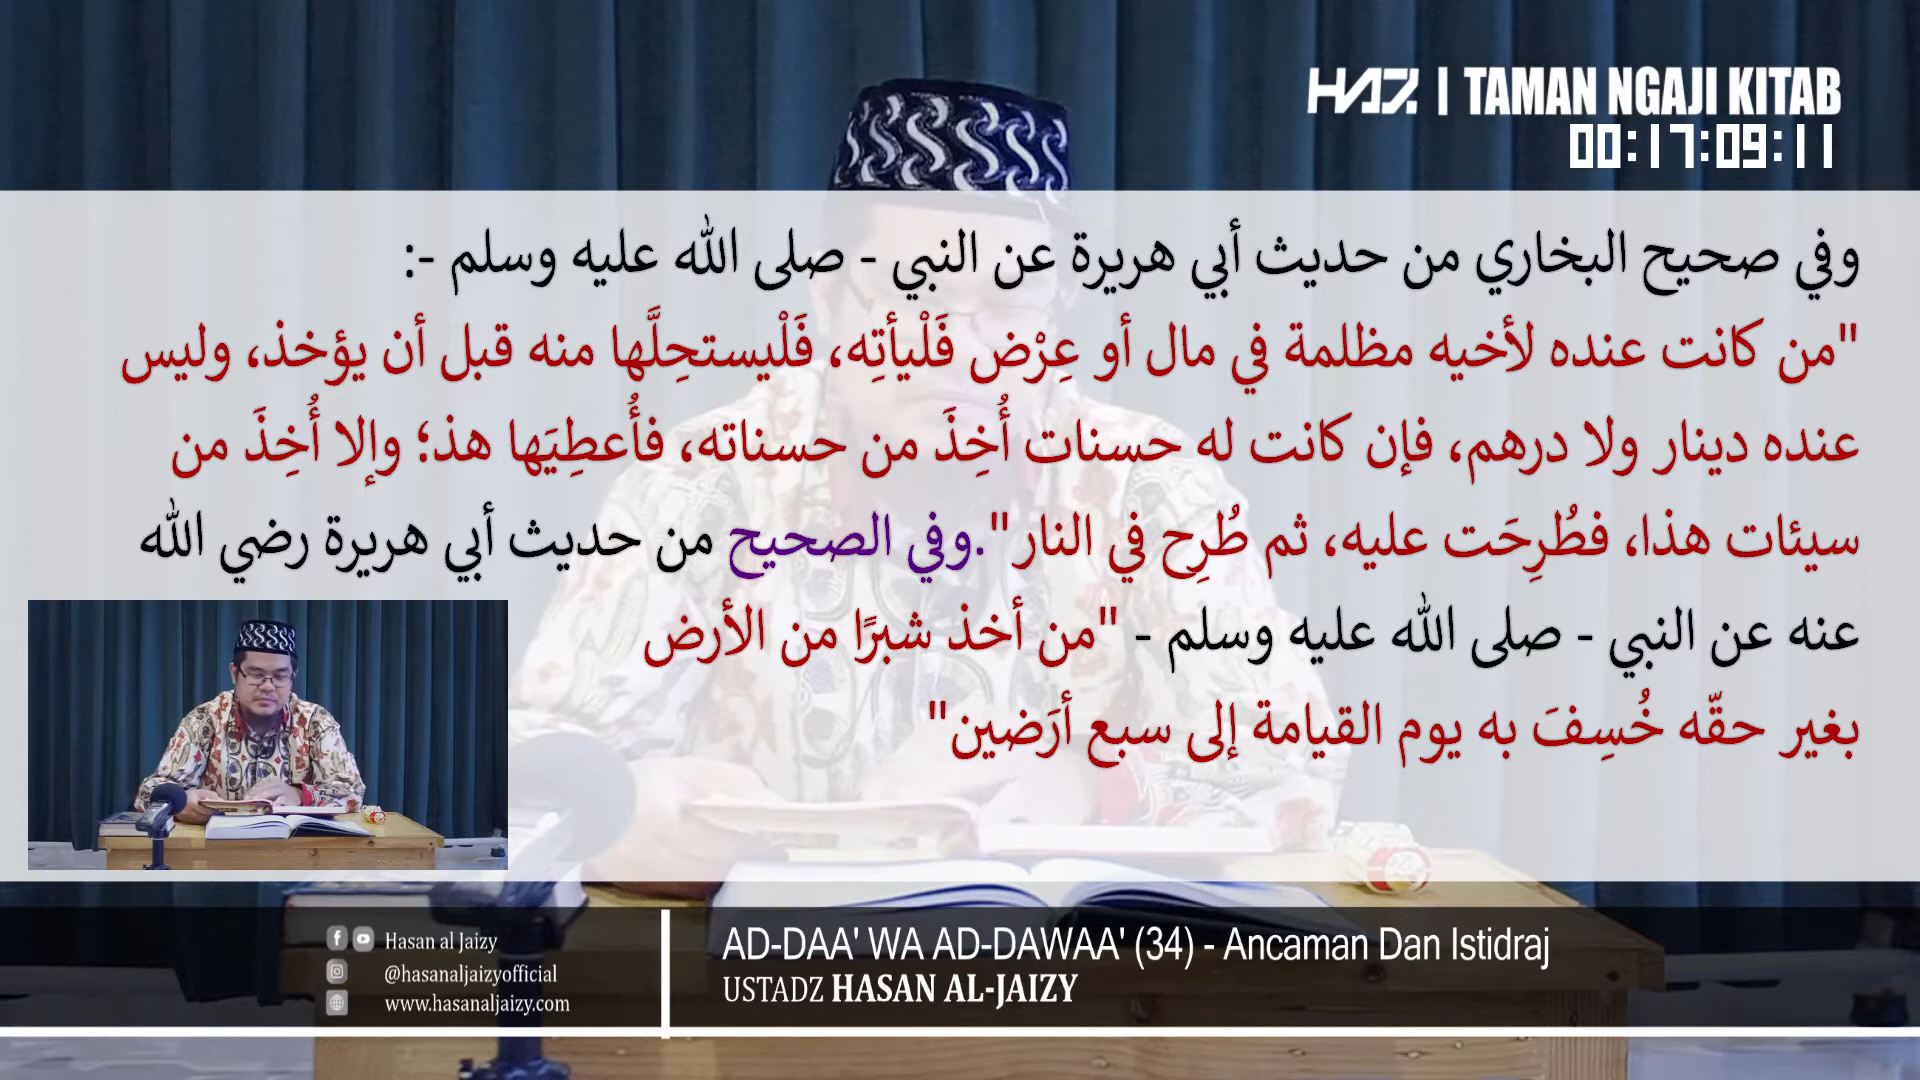 HAZ | TAMAN NGAJI KITAB
00:17:09:11
وفي صحيح البخاري من حديث أبي هريرة عن النبي - صلى الله عليه وسلم -:
"من كانت عنده لأخيه مظلمة في مال أو عِرْض فَلْيأتِه، فَلْيستحِلَّها منه قبل أن يؤخذ، وليس
عنده دينار ولا درهم، فإن كانت له حسنات أُخِذَ من حسناته، فأُعطِيَها هذ؛ وإلا أُخِذَ من
سيئات هذا، فطُرِحَت عليه، ثم طُرِح في النار".وفي الصحيح من حديث أبي هريرة رضي الله
عنه عن النبي - صلى الله عليه وسلم - "من أخذ شبرًا من الأرض
بغير حقّه خُسِفَ به يوم القيامة إلى سبع أرَضين"
Hasan al Jaizy
@hasanaljaizyofficial
www.hasanaljaizy.com
AD-DAA' WA AD-DAWAA' (34) - Ancaman Dan Istidraj
USTADZ HASAN AL-JAIZY